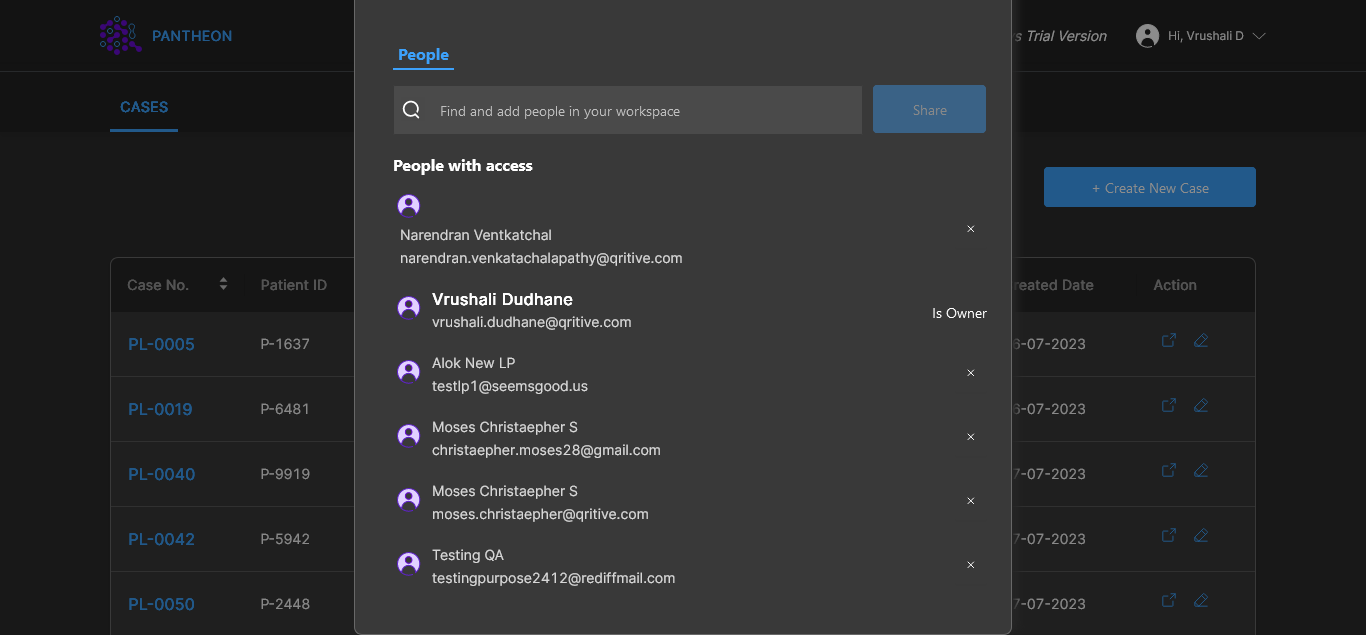 PANTHEON
s Trial Version
Hi, Vrushali D
CASES
People
Find and add people in your workspace
Share
People with access
+ Create New Case
Narendran Ventkatchal
narendran.venkatachalapathy@qritive.com
Vrushali Dudhane
vrushali.dudhane@qritive.com
Is Owner
Alok New LP
testlp1@seemsgood.us
Moses Christaepher S
christaepher.moses28@gmail.com
Moses Christaepher S
moses.christaepher@qritive.com
Testing QA
testingpurpose2412@rediffmail.com
Case No. Patient ID reated Date Action
PL-0005 P-1637 6-07-2023
PL-0019 P-6481 6-07-2023
PL-0040 P-9919 7-07-2023
PL-0042 P-5942 7-07-2023
PL-0050 P-2448 7-07-2023